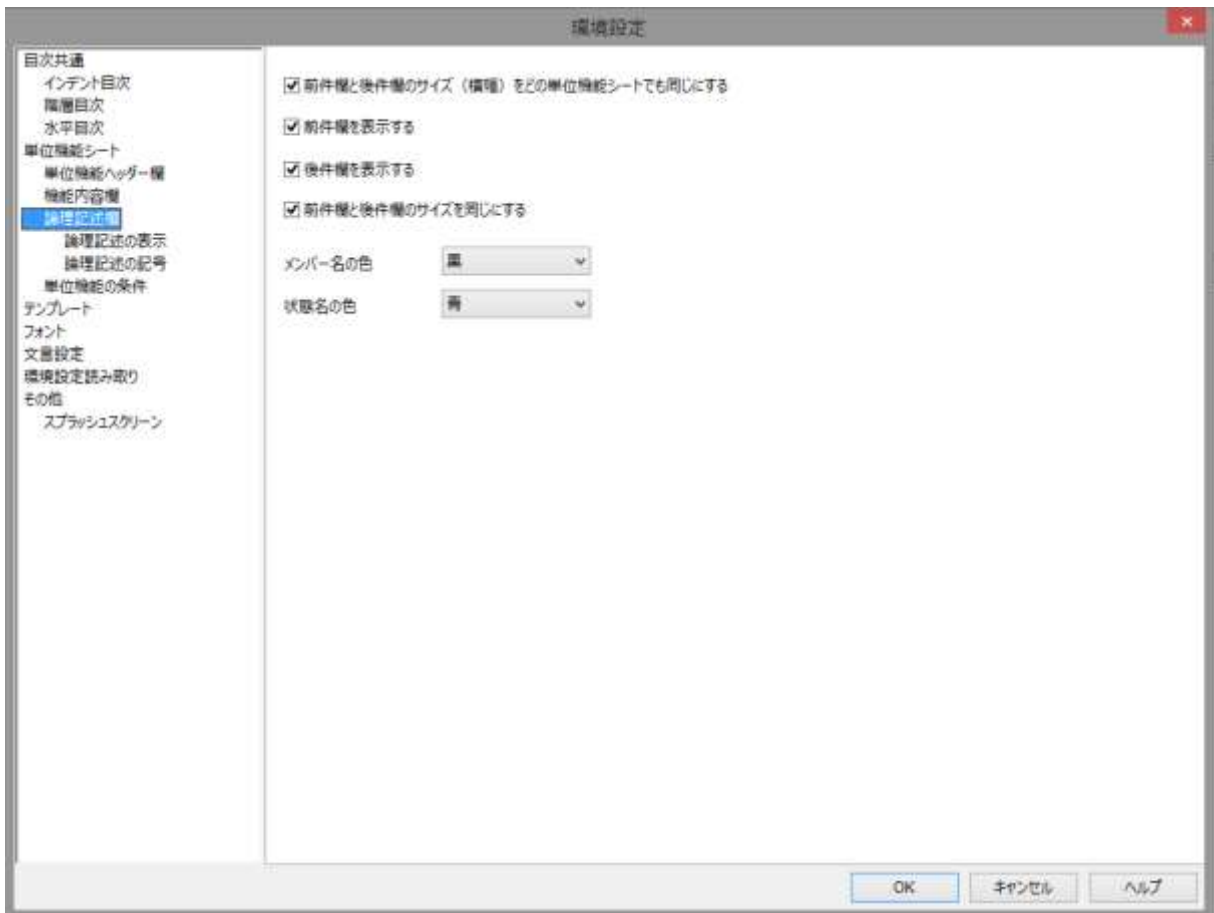 環境設定
目次共通
インデント目次
階層目次
水平目次
単位機能シート
単位機能ヘッダー欄
機能内容欄
論理記述欄
論理記述の表示
論理記述の記号
単位機能の条件
テンプレート
フォント
文言設定
環境設定読み取り
その他
スプラッシュスクリーン
前件欄と後件欄のサイズ（横幅）をどの単位機能シートでも同じにする
前件欄を表示する
後件欄を表示する
前件欄と後件欄のサイズを同じにする
メンバー名の色 黒
状態名の色 青
OK キャンセル ヘルプ